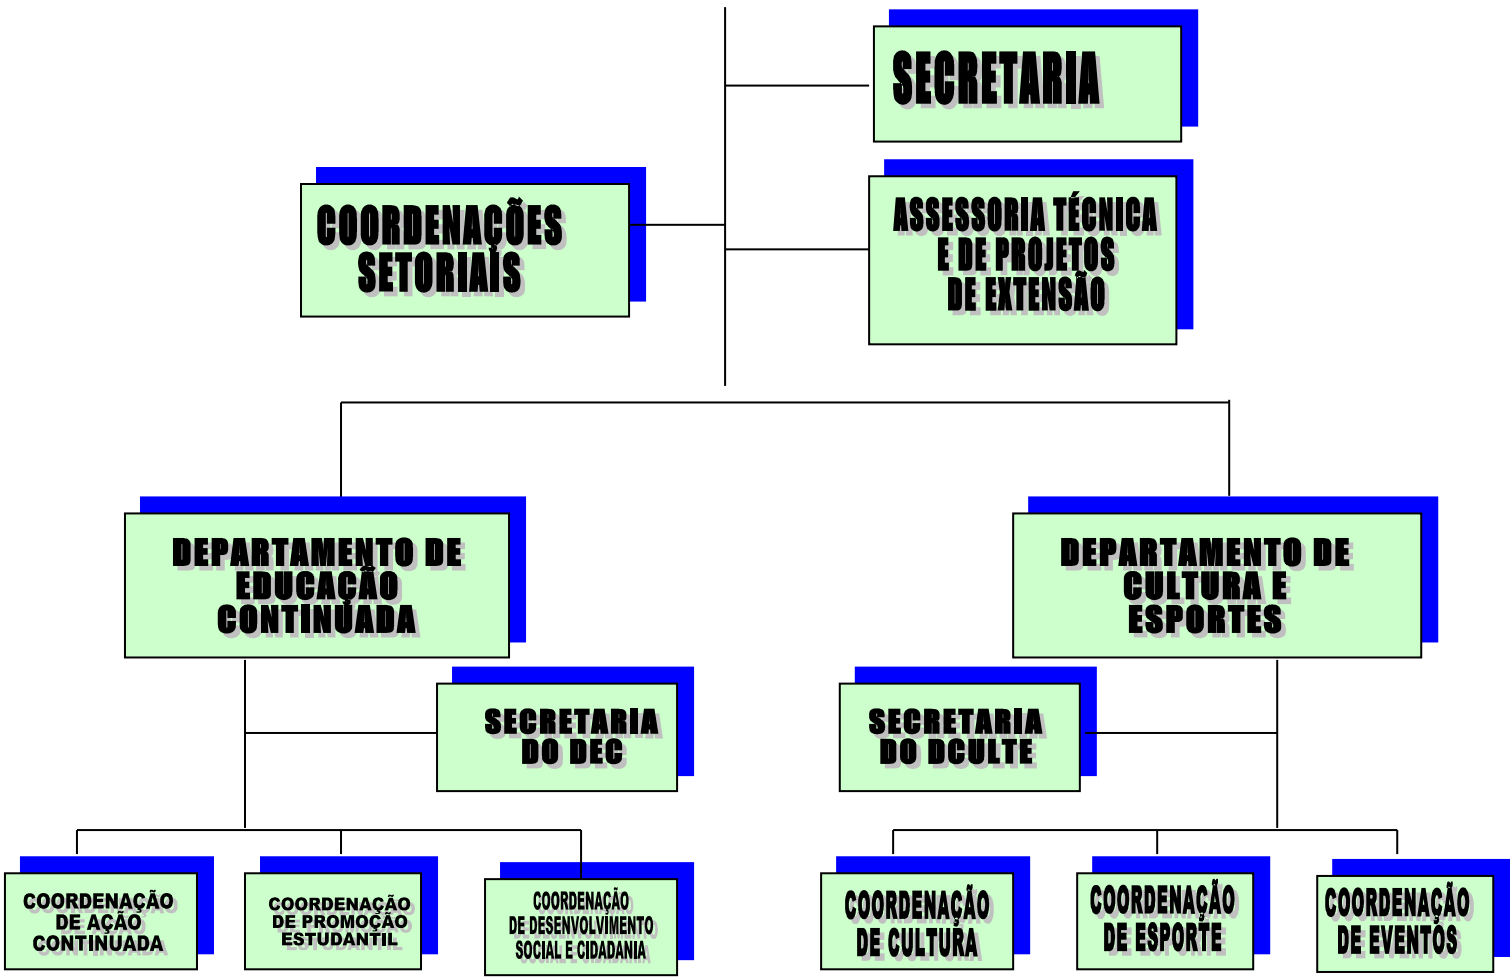 SECRETARIA
COORDENAÇÕES
SETORIAIS
ASSESSORIA TÉCNICA
E DE PROJETOS
DE EXTENSÃO
DEPARTAMENTO DE
EDUCAÇÃO
CONTINUADA
DEPARTAMENTO DE
CULTURA E
ESPORTES
SECRETARIA
DO DEC
SECRETARIA
DO DCULTE
COORDENAÇÃO
DE AÇÃO
CONTINUADA
COORDENAÇÃO
DE PROMOÇÃO
ESTUDANTIL
COORDENAÇÃO
DE DESENVOLVIMENTO
SOCIAL E CIDADANIA
COORDENAÇÃO
DE CULTURA
COORDENAÇÃO
DE ESPORTE
COORDENAÇÃO
DE EVENTOS